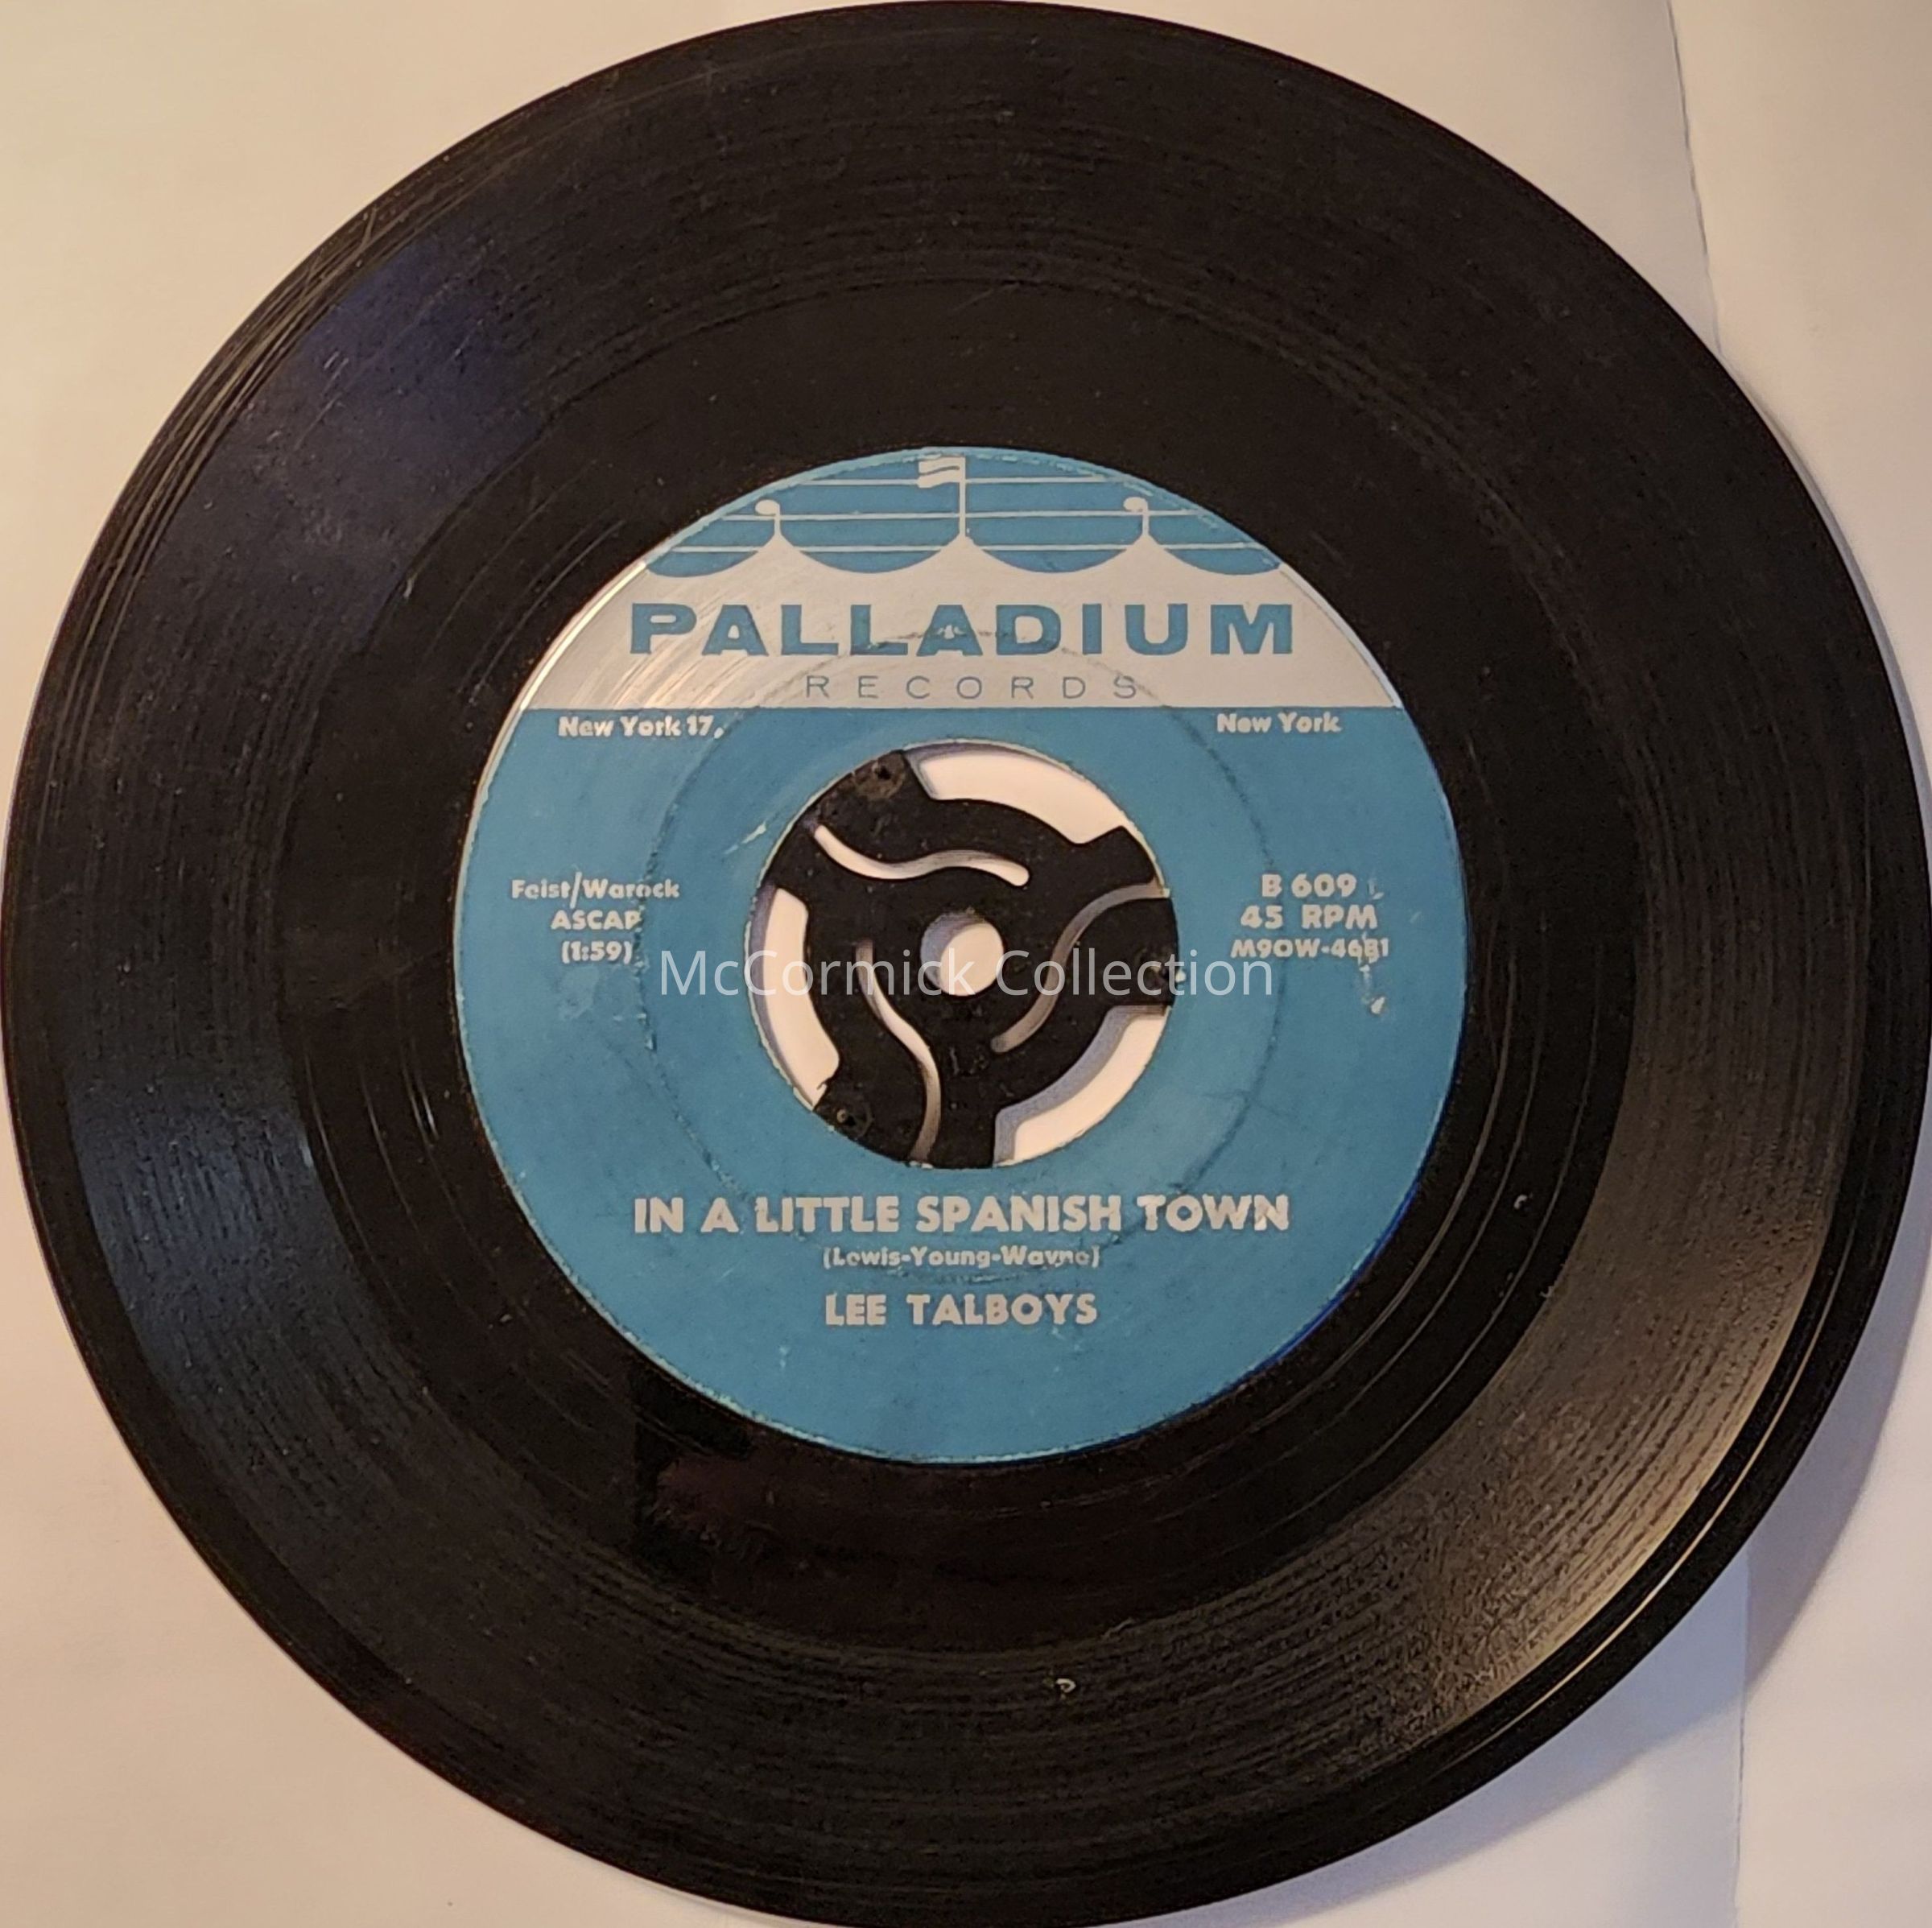 PALLADIUM
RECORDS
New York 17, New York
Feist/Warock
ASCAP
(1:59)
B 609
45 RPM
M90W-4681
McCormick Collection
IN A LITTLE SPANISH TOWN
(Lewis-Young-Wayne)
LEE TALBOYS